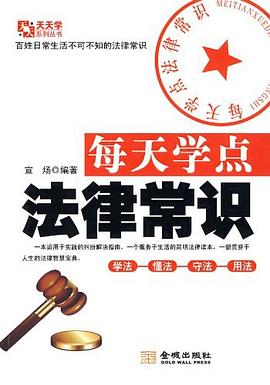 天天学
系列丛书
百姓日常生活不可不知的法律常识
每天学点法律常识
MEITIANXUEDIAN
宣 炀◎编著
每天学点
法律常识
一本适用于实践的纠纷解决指南，一个服务于生活的简明法律读本，一部贯穿于
人生的法律智慧宝典。
学法 懂法 守法 用法
金城出版社
GOLD WALL PRESS